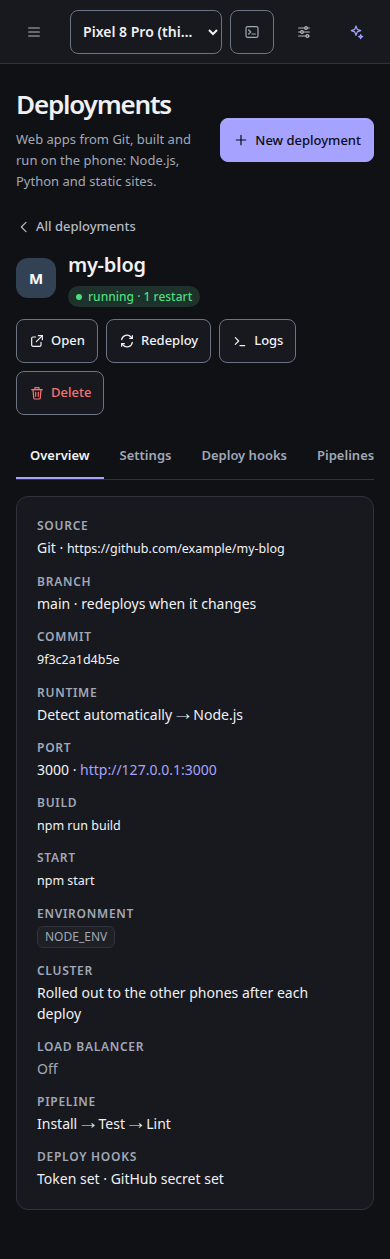 Pixel 8 Pro (thi...
Deployments
Web apps from Git, built and
run on the phone: Node.js,
Python and static sites.
New deployment
All deployments
M
my-blog
running · 1 restart
Open
Redeploy
Logs
Delete
Overview
Settings
Deploy hooks
Pipelines
SOURCE
Git · https://github.com/example/my-blog
BRANCH
main · redeploys when it changes
COMMIT
9f3c2a1d4b5e
RUNTIME
Detect automatically → Node.js
PORT
3000 · http://127.0.0.1:3000
BUILD
npm run build
START
npm start
ENVIRONMENT
NODE_ENV
CLUSTER
Rolled out to the other phones after each
deploy
LOAD BALANCER
Off
PIPELINE
Install → Test → Lint
DEPLOY HOOKS
Token set · GitHub secret set